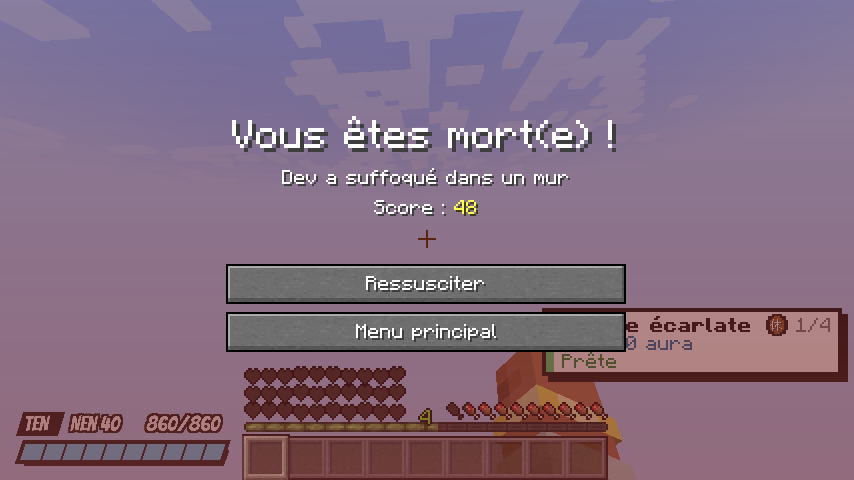 Vous êtes mort(e) !
Dev a suffoqué dans un mur
Score : 48
Ressusciter
Menu principal
écarlate 休 1/4
aura
Prête
4
TEN NEN 40 860/860